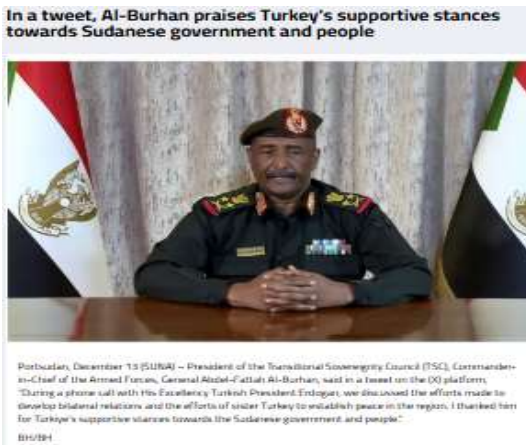 In a tweet, Al-Burhan praises Turkey's supportive stances
towards Sudanese government and people
Portsudan, December 13 (SUNA) – President of the Transitional Sovereignty Council (TSC), Commander-
in-Chief of the Armed Forces, General Abdel-Fattah Al-Burhan, said in a tweet on the (X) platform,
"During a phone call with His Excellency Turkish President Erdogan, we discussed the efforts made to
develop bilateral relations and the efforts of sister Turkey to establish peace in the region. I thanked him
for Türkiye's supportive stances towards the Sudanese government and people."
BH/BH